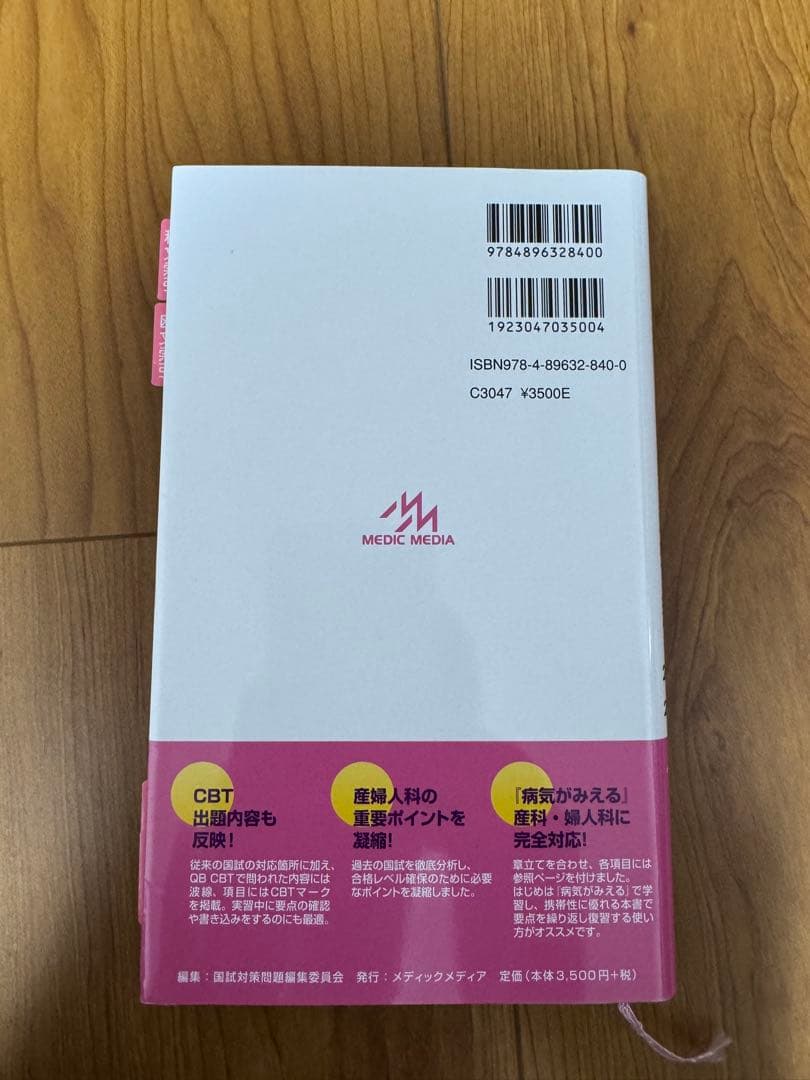 9784896328400
1923047035004
ISBN978-4-89632-840-0
C3047 ¥3500E
MEDIC MEDIA
CBT
出題内容も
反映!
従来の国試の対応箇所に加え、
QB CBTで問われた内容には
波線、項目にはCBTマーク
を掲載。実習中に要点の確認
や書き込みをするのにも最適。
産婦人科の
重要ポイントを
凝縮!
過去の国試を徹底分析し、
合格レベル確保のために必要
なポイントを凝縮しました。
『病気がみえる』
産科・婦人科に
完全対応!
章立てを合わせ、各項目には
参照ページを付けました。
はじめは『病気がみえる』で学
習し、携帯性に優れる本書で
要点を繰り返し復習する使い
方がオススメです。
編集：国試対策問題編集委員会 発行：メディックメディア 定価（本体3,500円+税）